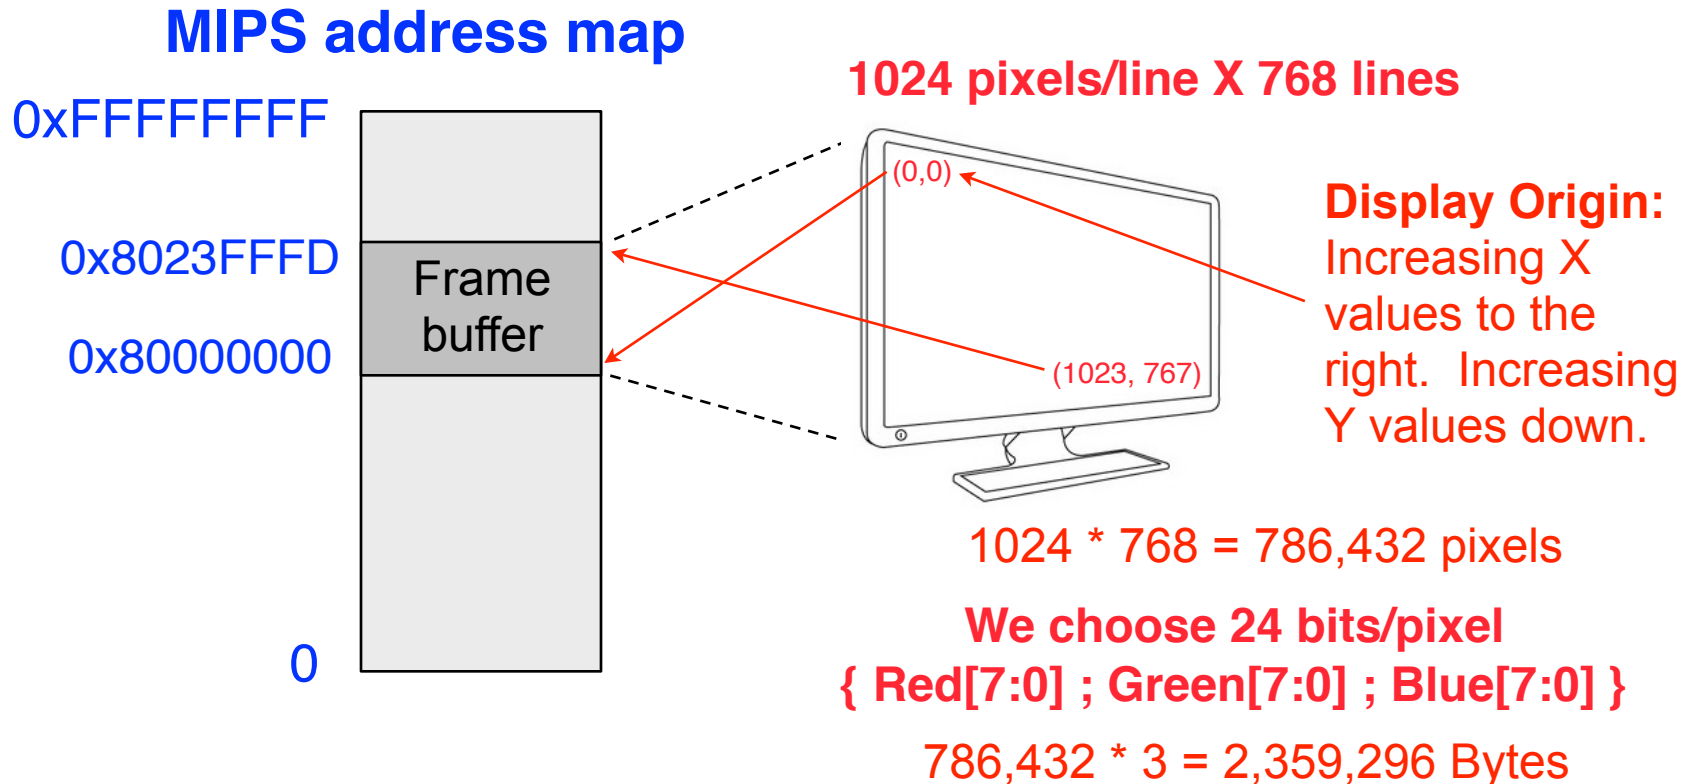 MIPS address map
0xFFFFFFFF
0x8023FFFD
0x80000000
0
Frame
buffer
1024 pixels/line X 768 lines
(0,0)
(1023, 767)
Display Origin:
Increasing X
values to the
right.  Increasing
Y values down.
1024 * 768 = 786,432 pixels
We choose 24 bits/pixel
{ Red[7:0] ; Green[7:0] ; Blue[7:0] }
786,432 * 3 = 2,359,296 Bytes